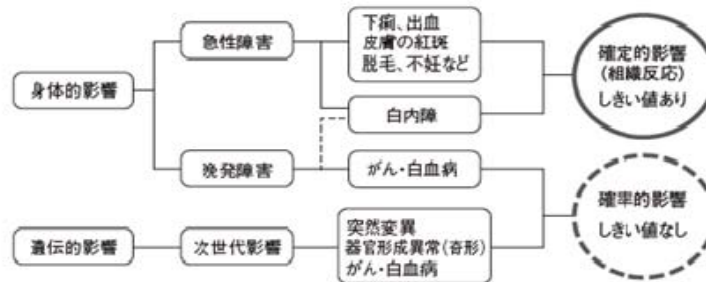 身体的影響
急性障害
下痢、出血
皮膚の紅斑
脱毛、不妊など
白内障
確定的影響
(組織反応)
しきい値あり
晩発障害
がん・白血病
遺伝的影響
次世代影響
突然変異
器官形成異常(奇形)
がん・白血病
確率的影響
しきい値なし